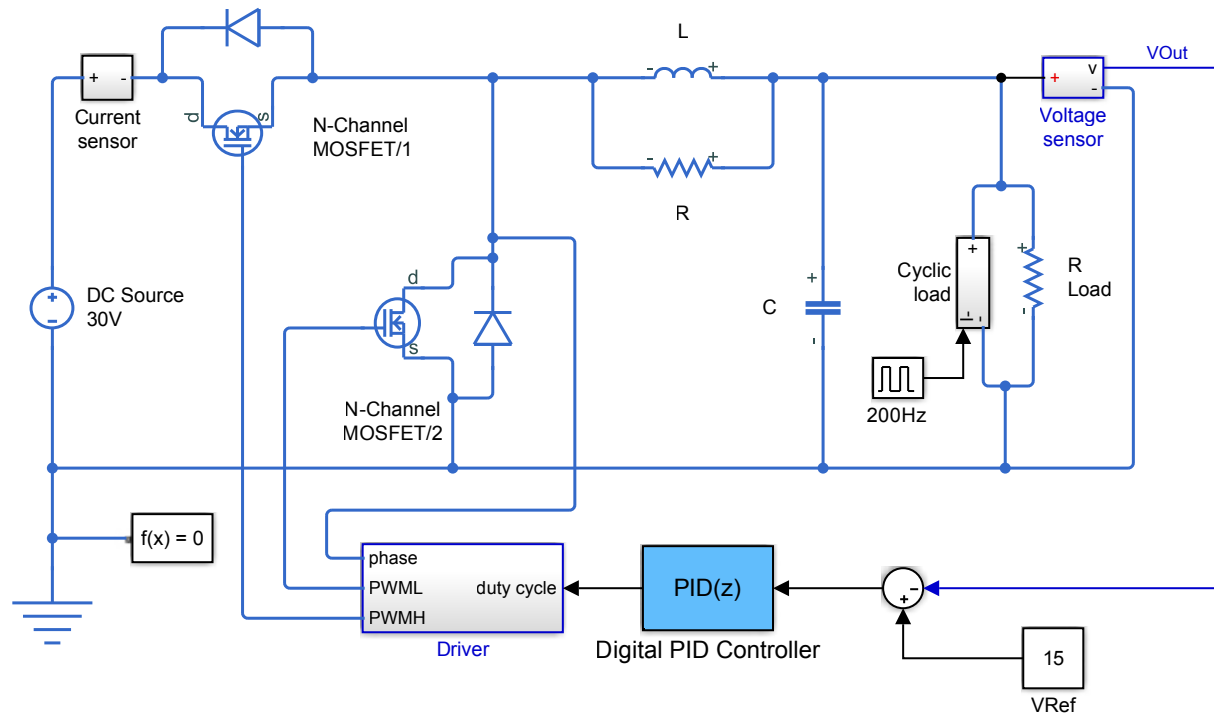 L
VOut
+ -
Current
sensor
d
s
N-Channel
MOSFET/1
- +
+
v
-
Voltage
sensor
- +
R
DC Source
30V
+
-
d
s
C
+
-
Cyclic
load
+
-
R
Load
+
-
200Hz
N-Channel
MOSFET/2
f(x) = 0
phase
PWML
PWMH
duty cycle
Driver
PID(z)
Digital PID Controller
-
+
15
VRef